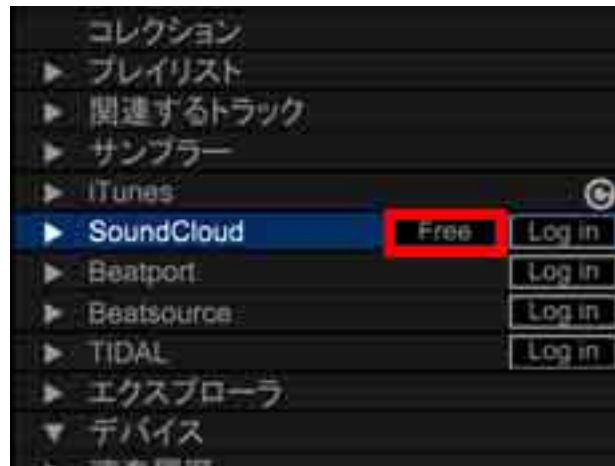 コレクション
プレイリスト
関連するトラック
サンプラー
iTunes
SoundCloud Free Log in
Beatport Log in
Beatsource Log in
TIDAL Log in
エクスプローラ
デバイス